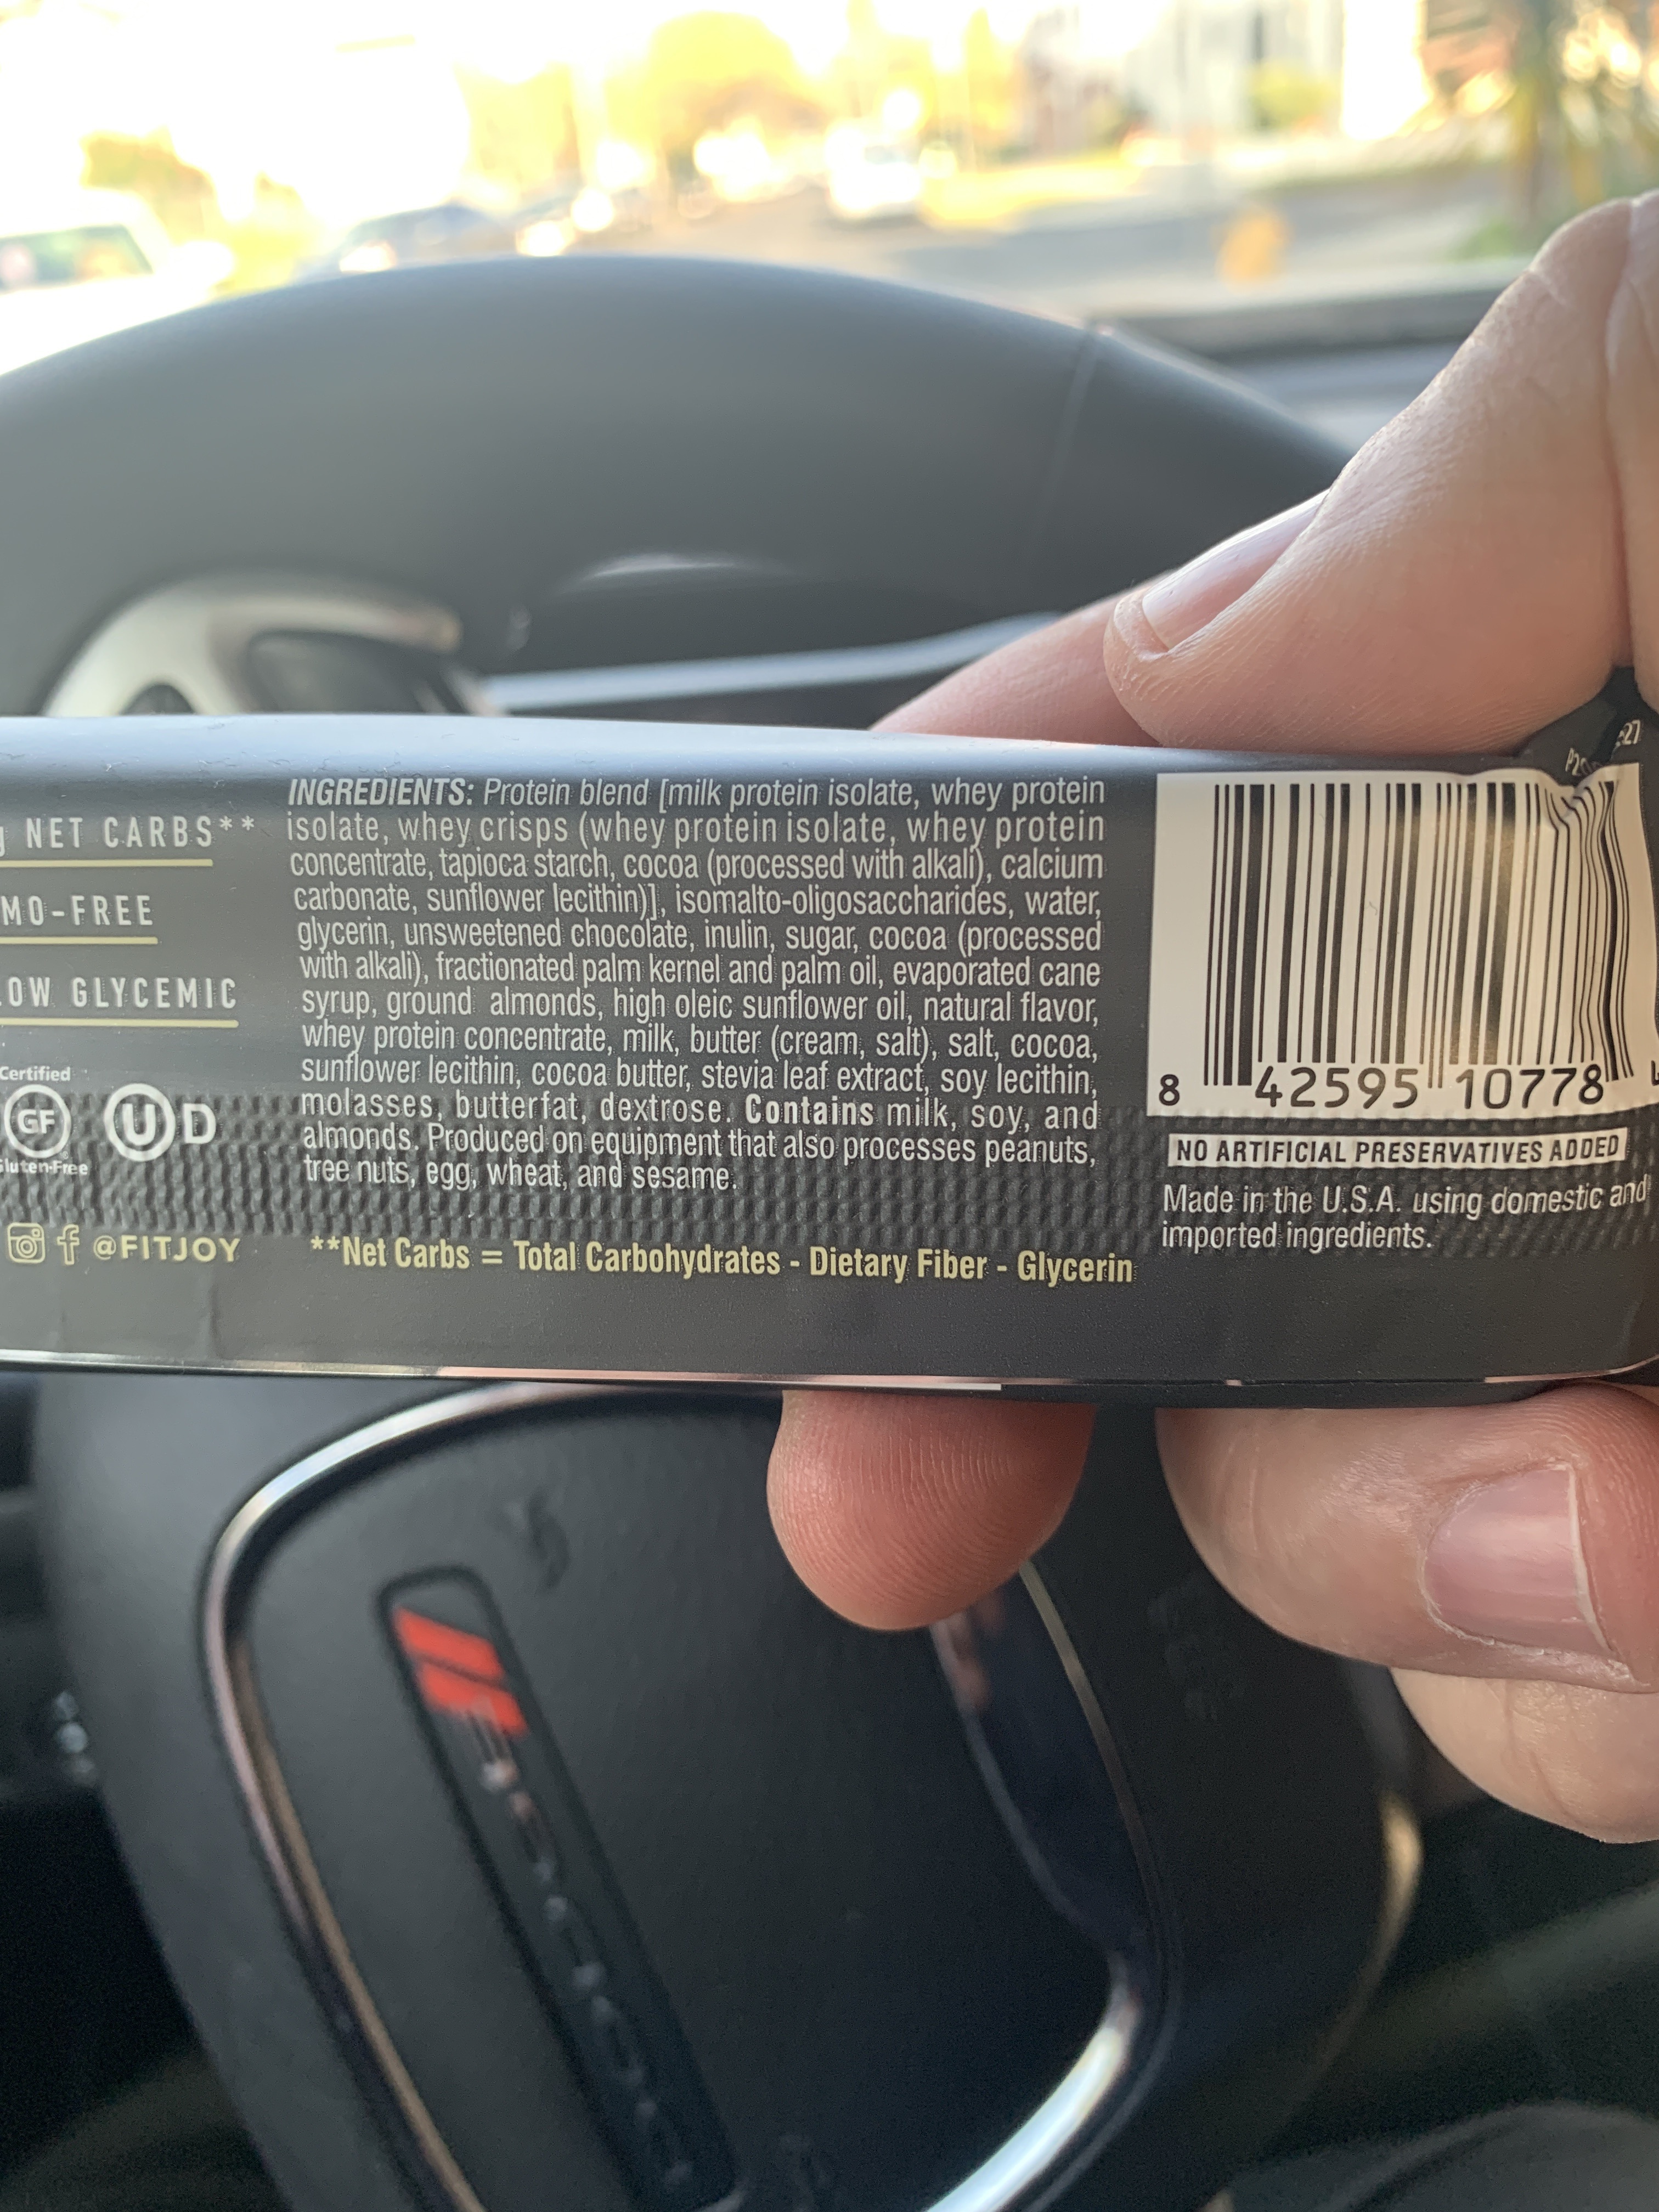 NET CARBS**
MO-FREE
LOW GLYCEMIC
Certified
GF
Gluten-Free
U D
@FITJOY
INGREDIENTS: Protein blend [milk protein isolate, whey protein
isolate, whey crisps (whey protein isolate, whey protein
concentrate, tapioca starch, cocoa (processed with alkali), calcium
carbonate, sunflower lecithin)], isomalto-oligosaccharides, water,
glycerin, unsweetened chocolate, inulin, sugar, cocoa (processed
with alkali), fractionated palm kernel and palm oil, evaporated cane
syrup, ground almonds, high oleic sunflower oil, natural flavor,
whey protein concentrate, milk, butter (cream, salt), salt, cocoa,
sunflower lecithin, cocoa butter, stevia leaf extract, soy lecithin,
molasses, butterfat, dextrose. Contains milk, soy, and
almonds. Produced on equipment that also processes peanuts,
tree nuts, egg, wheat, and sesame.
**Net Carbs = Total Carbohydrates - Dietary Fiber - Glycerin
8 42595 10778
NO ARTIFICIAL PRESERVATIVES ADDED
Made in the U.S.A. using domestic and
imported ingredients.